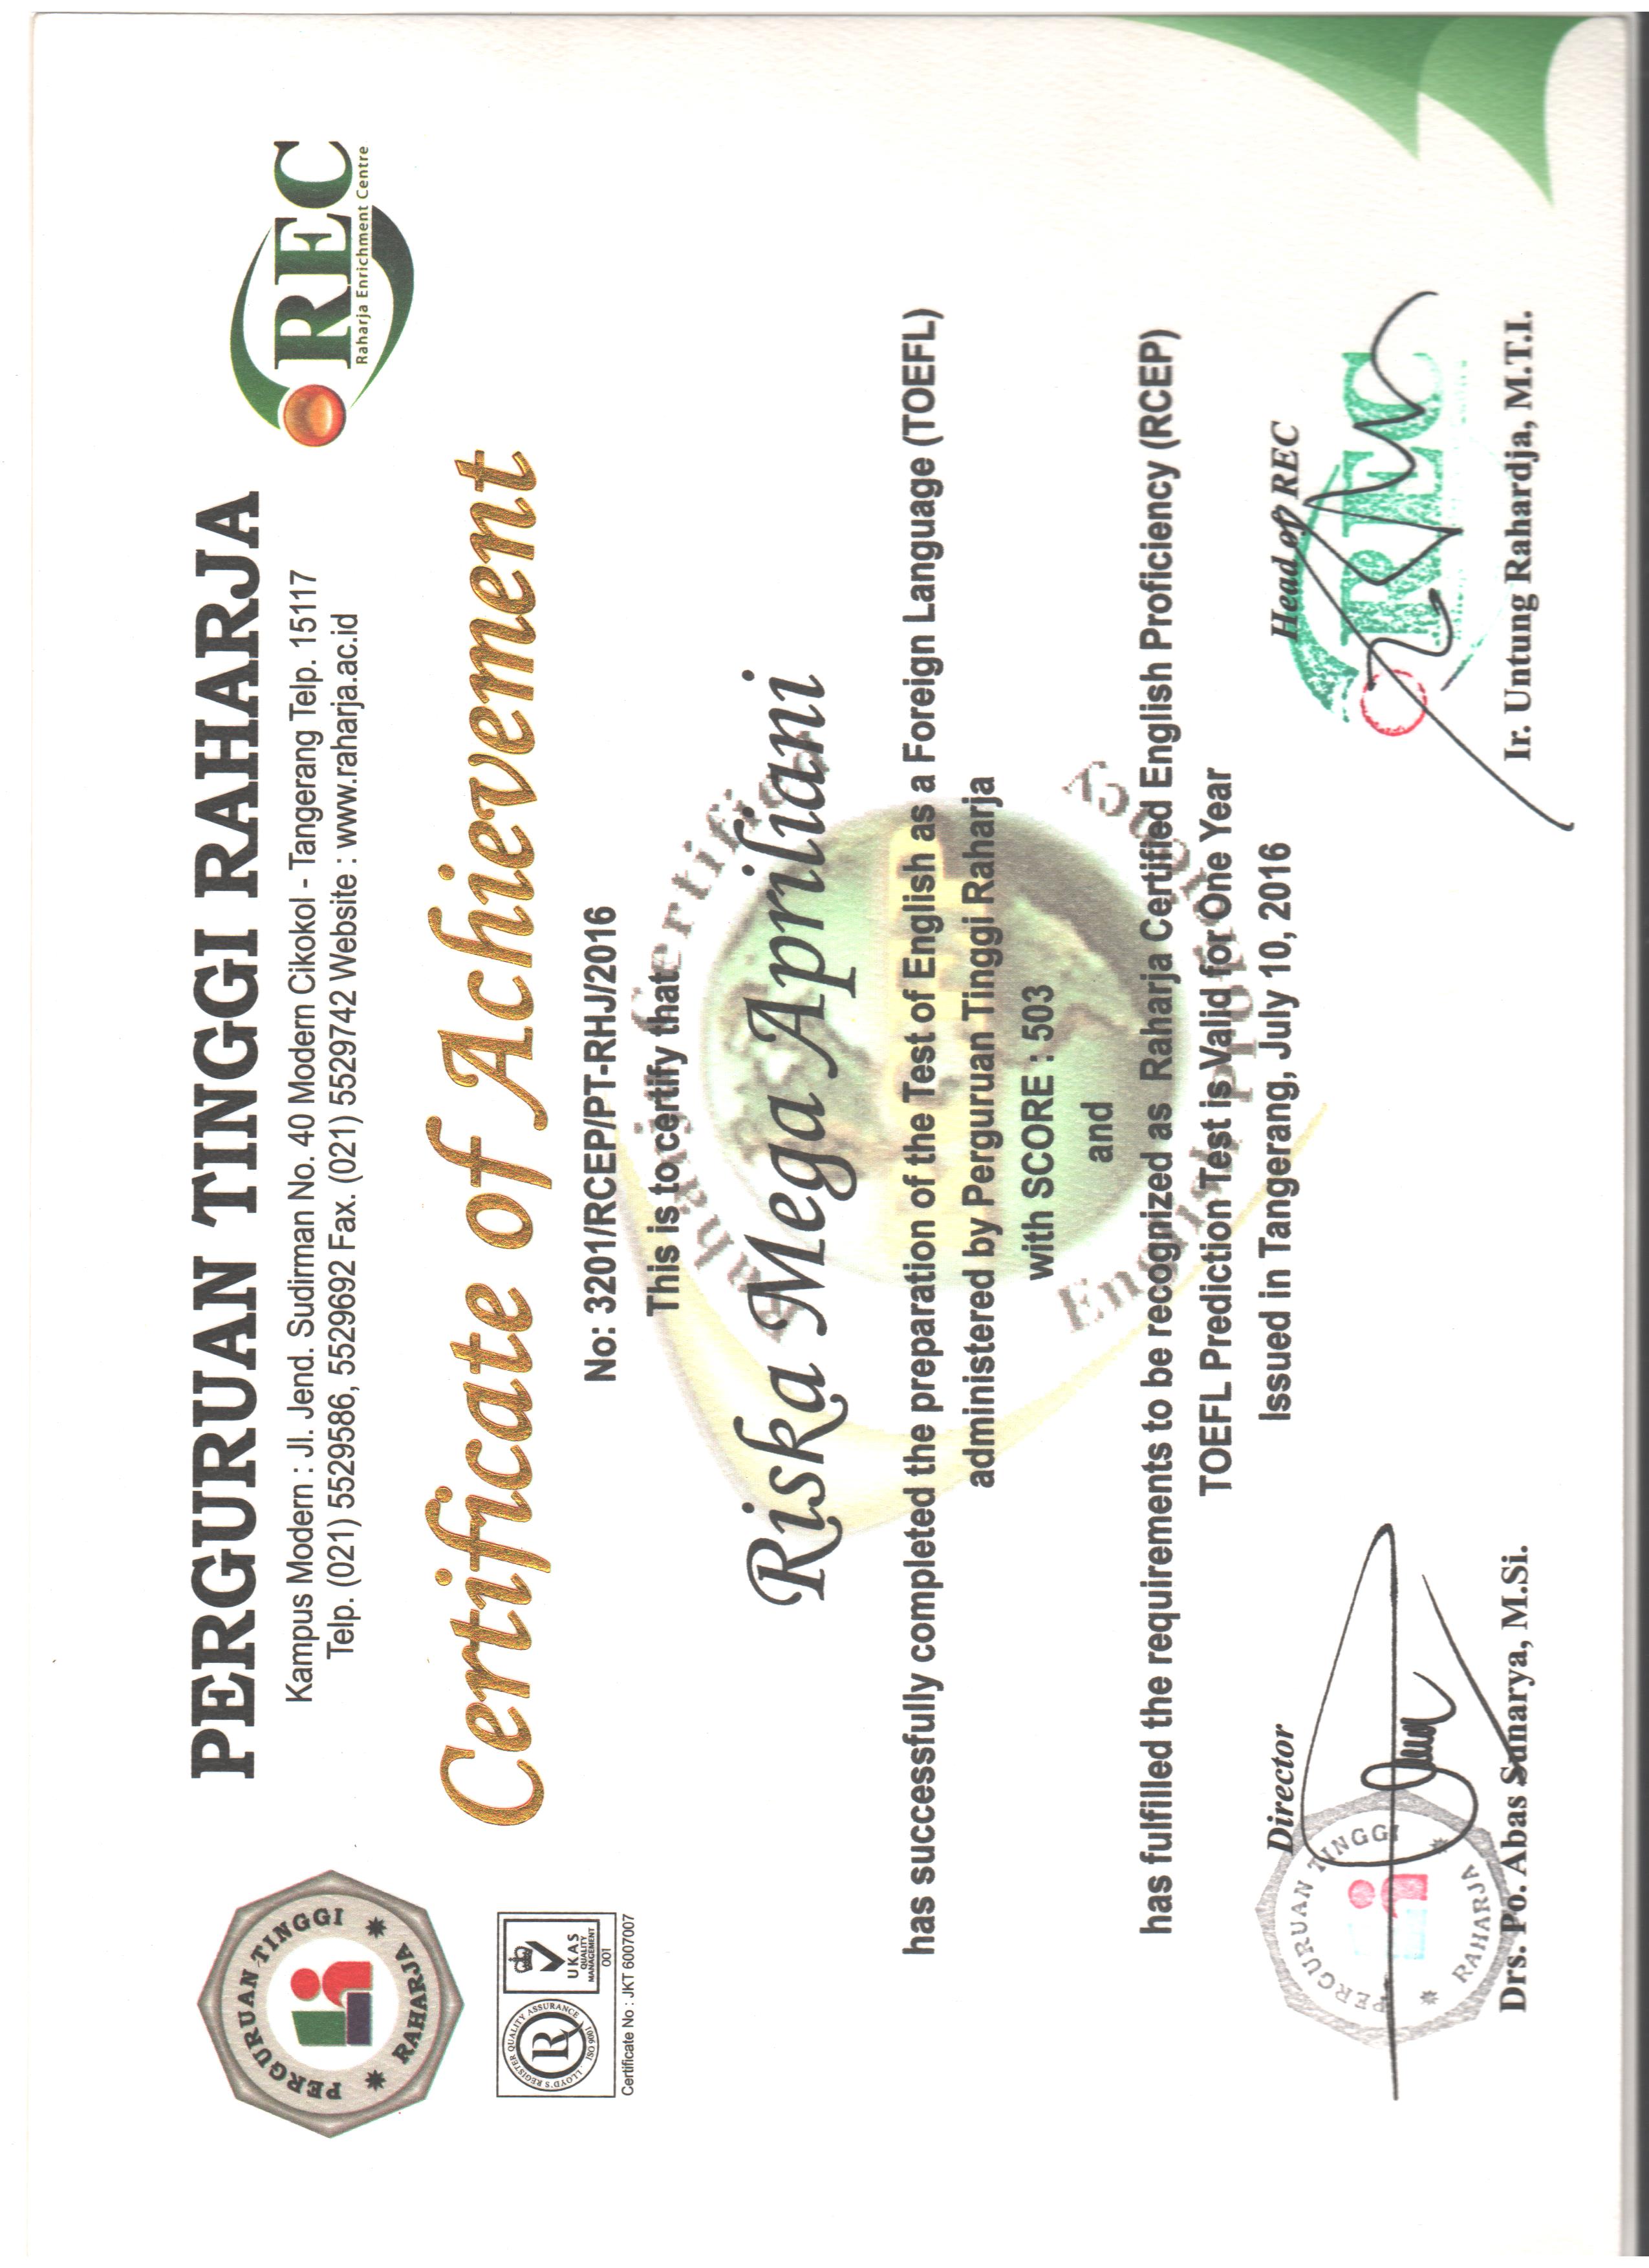 PERGURUAN TINGGI RAHARJA
PERGURUAN TINGGI RAHARJA
Kampus Modern : Jl. Jend. Sudirman No. 40 Modern Cikokol - Tangerang Telp. 15117
Telp. (021) 5529586, 5529692 Fax. (021) 5529742 Website : www.raharja.ac.id
REC
Raharja Enrichment Centre
Certificate of Achievement
LLOYD'S REGISTER QUALITY ASSURANCE
ISO 9001
UKAS
QUALITY
MANAGEMENT
001
Certificate No : JKT 6007007
No: 3201/RCEP/PT-RHJ/2016
This is to certify that
Raharja Certified
Riska Mega Apriliani
RCEP
has successfully completed the preparation of the Test of English as a Foreign Language (TOEFL)
administered by Perguruan Tinggi Raharja
with SCORE : 503
and
has fulfilled the requirements to be recognized as Raharja Certified English Proficiency (RCEP)
English Proficiency
TOEFL Prediction Test is Valid for One Year
Issued in Tangerang, July 10, 2016
Director
Head of REC
PERGURUAN TINGGI RAHARJA
REC
Drs. Po. Abas Sunarya, M.Si.
Ir. Untung Rahardja, M.T.I.